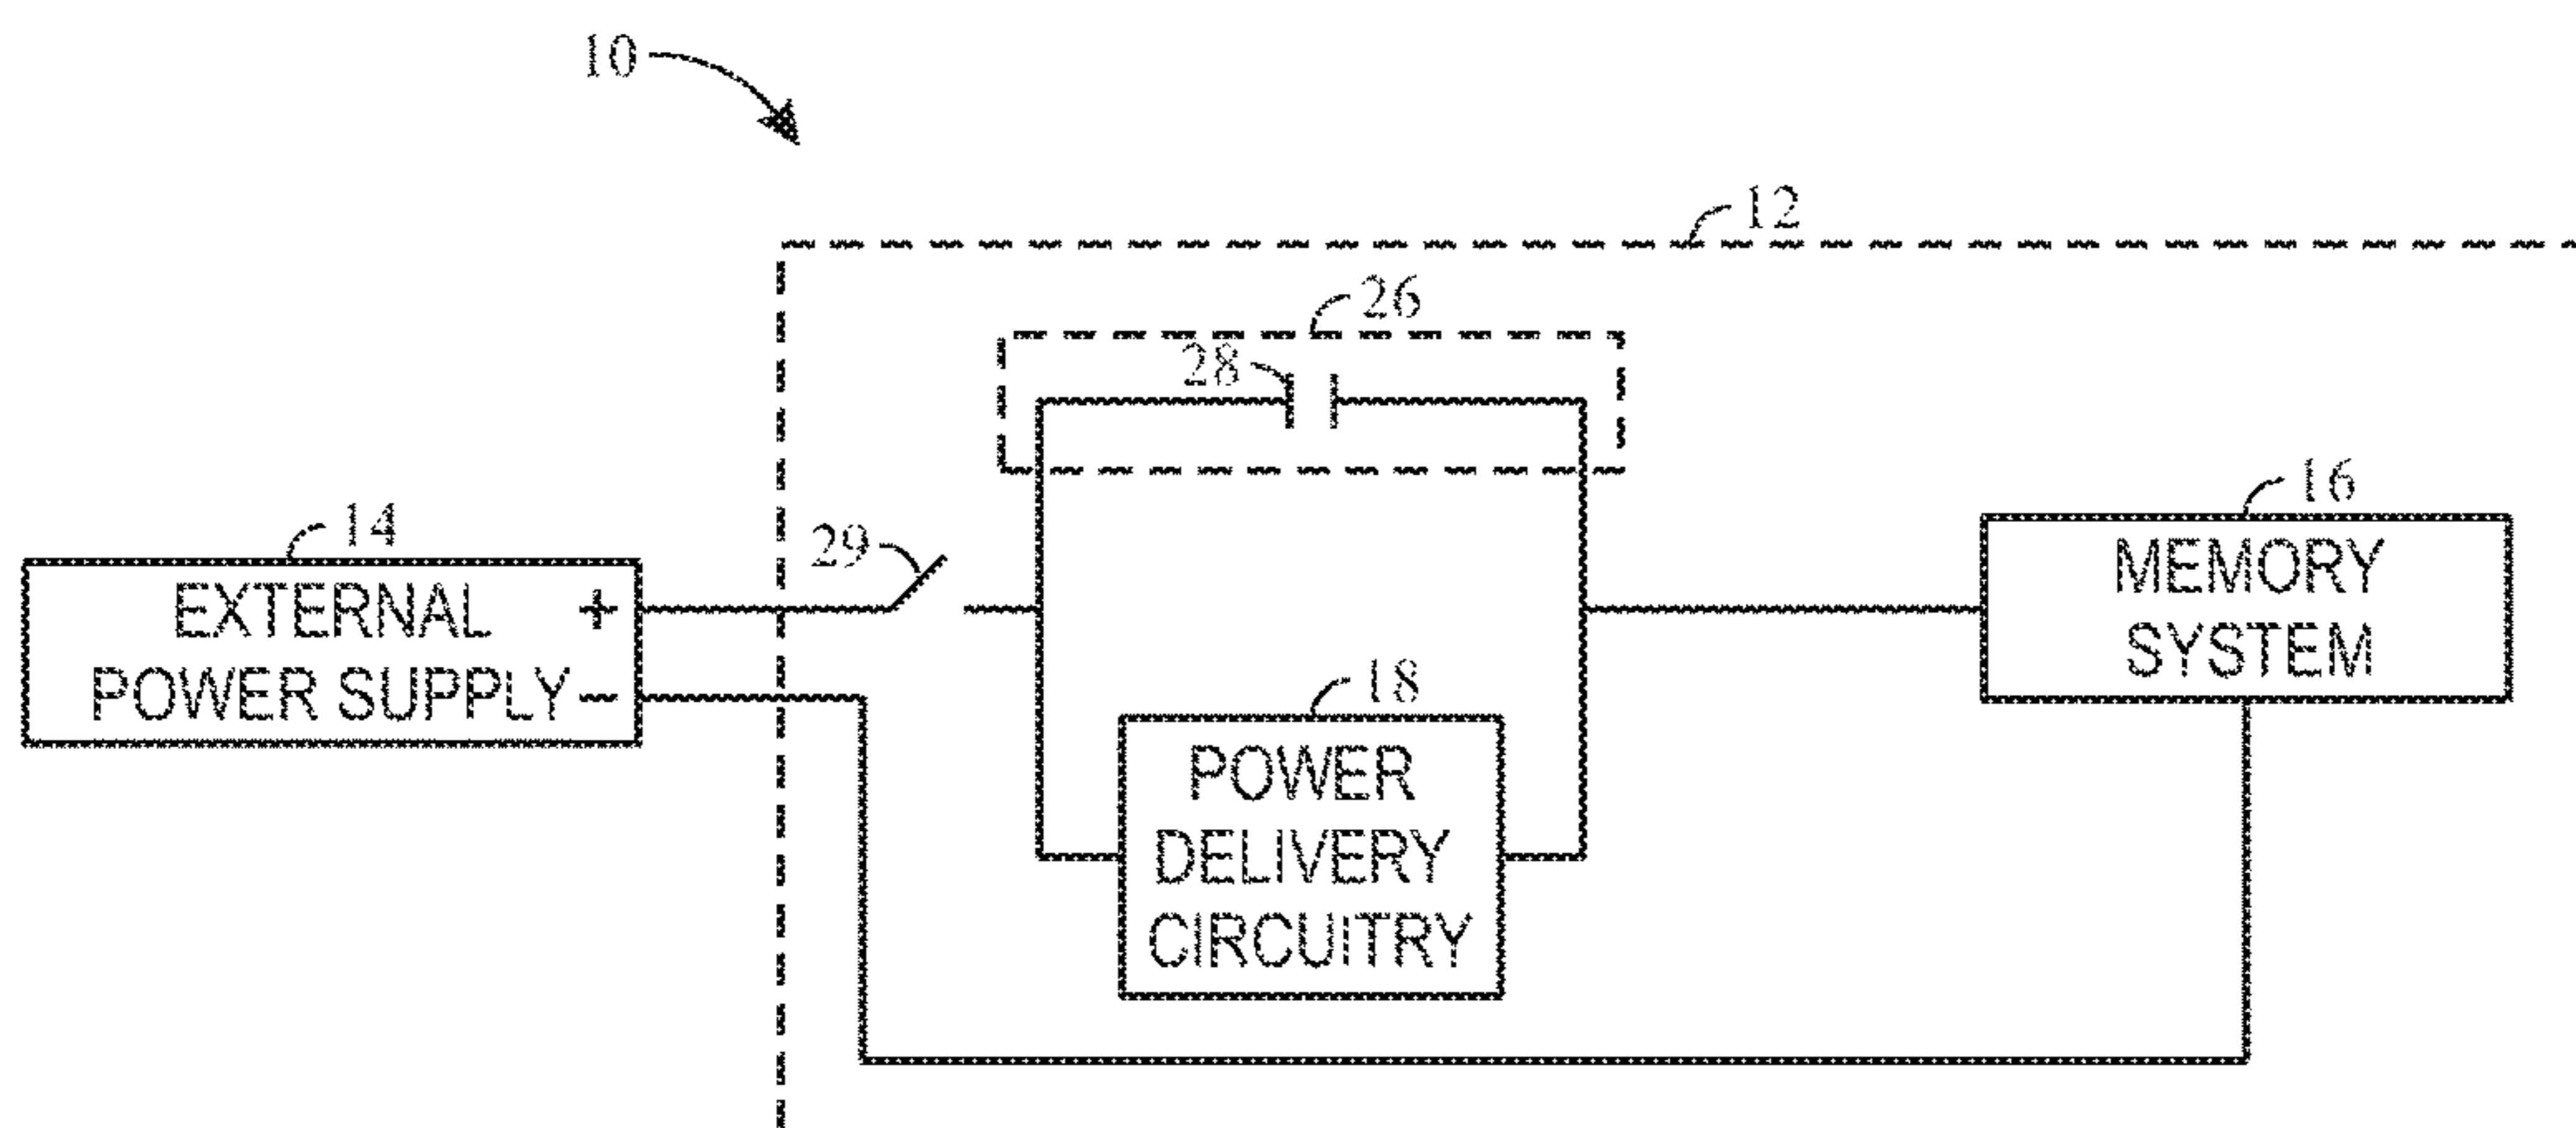 10
12
26
28
14
29
16
EXTERNAL +
POWER SUPPLY −
MEMORY
SYSTEM
18
POWER
DELIVERY
CIRCUITRY